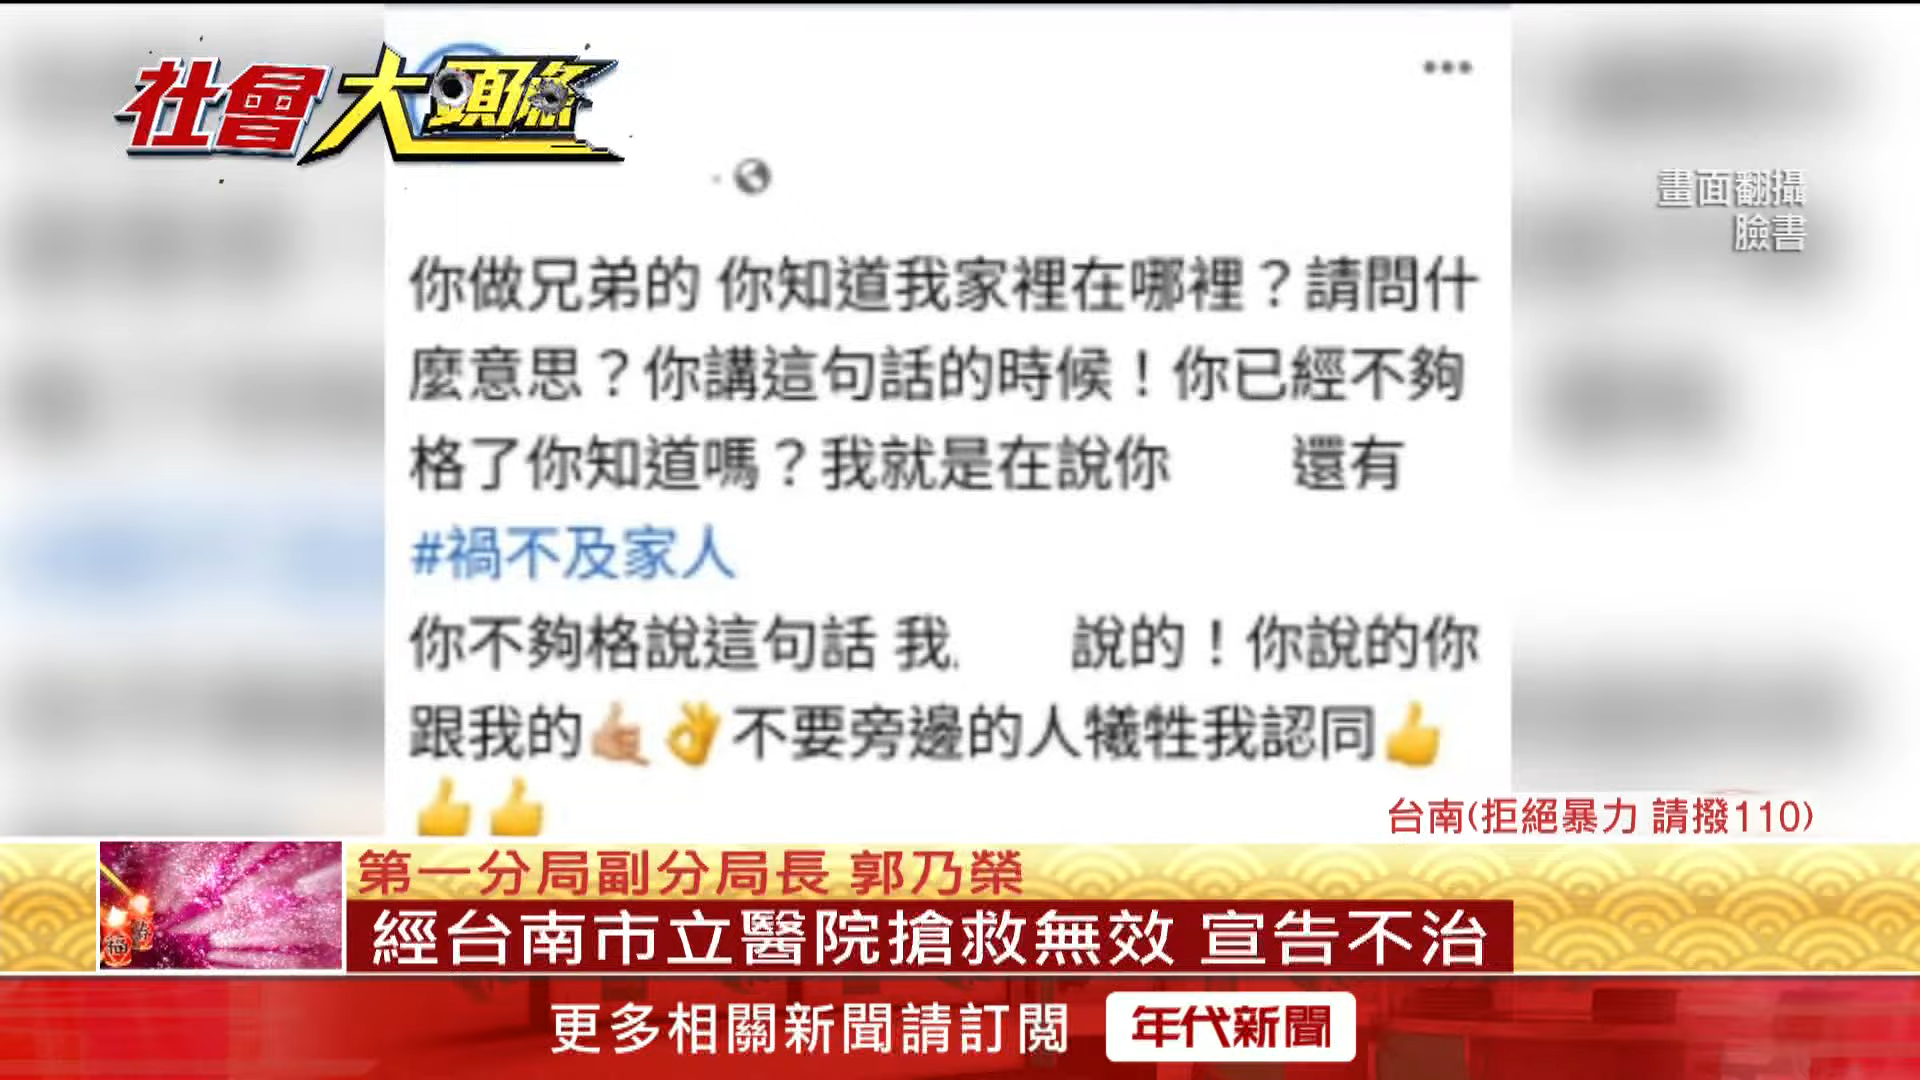 社會大頭條
畫面翻攝
臉書
你做兄弟的 你知道我家裡在哪裡？請問什
麼意思？你講這句話的時候！你已經不夠
格了你知道嗎？我就是在說你 還有
#禍不及家人
你不夠格說這句話 我 說的！你說的你
跟我的🤙👌不要旁邊的人犧牲我認同👍
👍👍
台南(拒絕暴力 請撥110)
第一分局副分局長 郭乃榮
經台南市立醫院搶救無效 宣告不治
更多相關新聞請訂閱 年代新聞